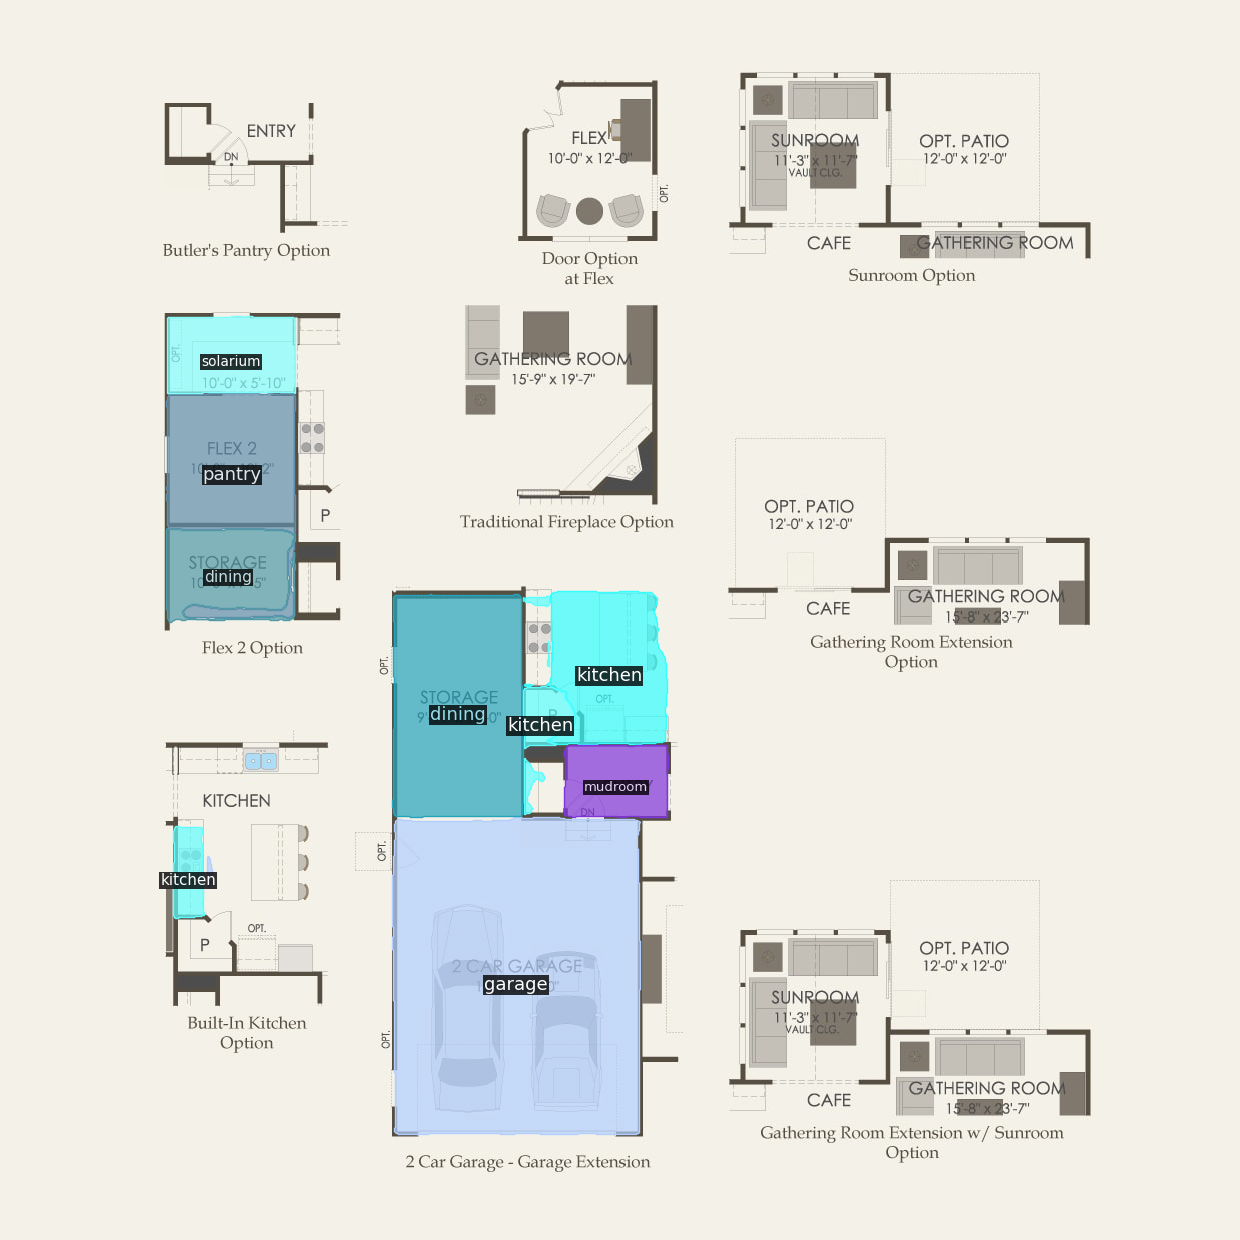 ENTRY
DN
Butler's Pantry Option
FLEX
10'-0" x 12'-0"
OPT.
Door Option
at Flex
SUNROOM
11'-3" x 11'-7"
VAULT CLG.
OPT. PATIO
12'-0" x 12'-0"
CAFE
GATHERING ROOM
Sunroom Option
OPT.
solarium
10'-0" x 5'-10"
FLEX 2
pantry
P
STORAGE
dining
Flex 2 Option
GATHERING ROOM
15'-9" x 19'-7"
Traditional Fireplace Option
OPT. PATIO
12'-0" x 12'-0"
CAFE
GATHERING ROOM
15'-8" x 23'-7"
Gathering Room Extension
Option
KITCHEN
kitchen
OPT.
P
Built-In Kitchen
Option
OPT.
STORAGE
dining
kitchen
OPT.
P
kitchen
mudroom
DN
OPT.
2 CAR GARAGE
garage
OPT.
2 Car Garage - Garage Extension
SUNROOM
11'-3" x 11'-7"
VAULT CLG.
OPT. PATIO
12'-0" x 12'-0"
CAFE
GATHERING ROOM
15'-8" x 23'-7"
Gathering Room Extension w/ Sunroom
Option